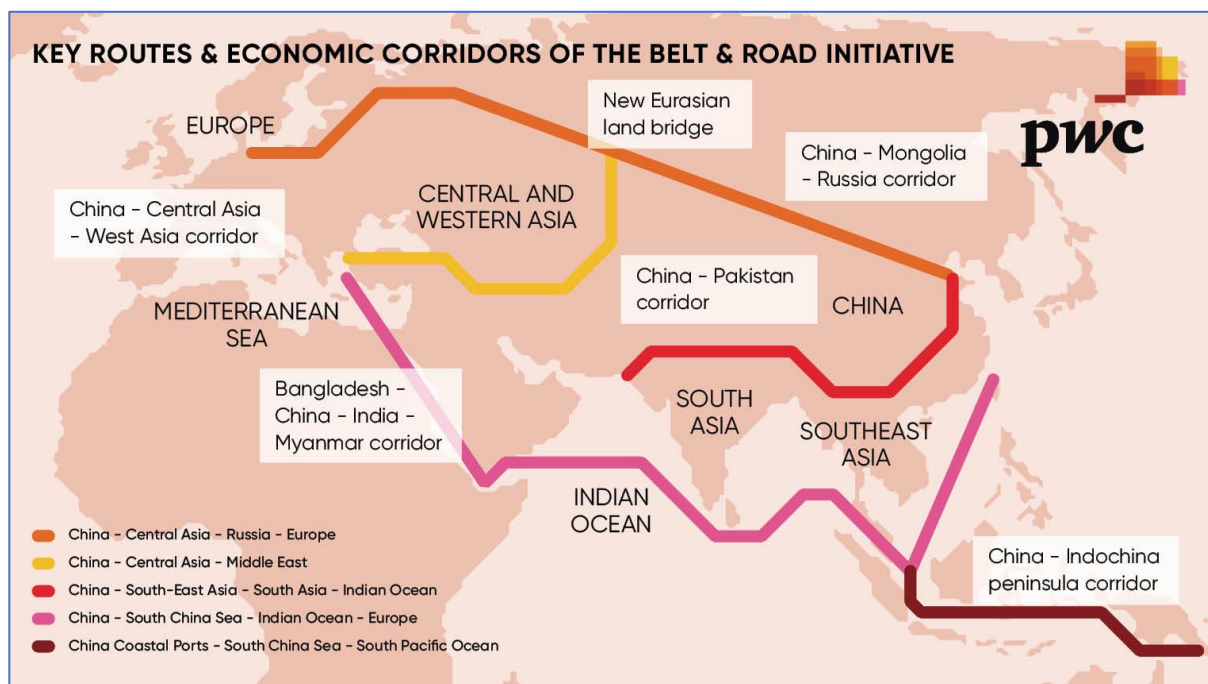 KEY ROUTES & ECONOMIC CORRIDORS OF THE BELT & ROAD INITIATIVE
pwc
New Eurasian
land bridge
EUROPE
China - Mongolia
- Russia corridor
CENTRAL AND
WESTERN ASIA
China - Central Asia
- West Asia corridor
China - Pakistan
corridor
CHINA
MEDITERRANEAN
SEA
Bangladesh -
China - India -
Myanmar corridor
SOUTH
ASIA
SOUTHEAST
ASIA
INDIAN
OCEAN
China - Indochina
peninsula corridor
China - Central Asia - Russia - Europe
China - Central Asia - Middle East
China - South-East Asia - South Asia - Indian Ocean
China - South China Sea - Indian Ocean - Europe
China Coastal Ports - South China Sea - South Pacific Ocean